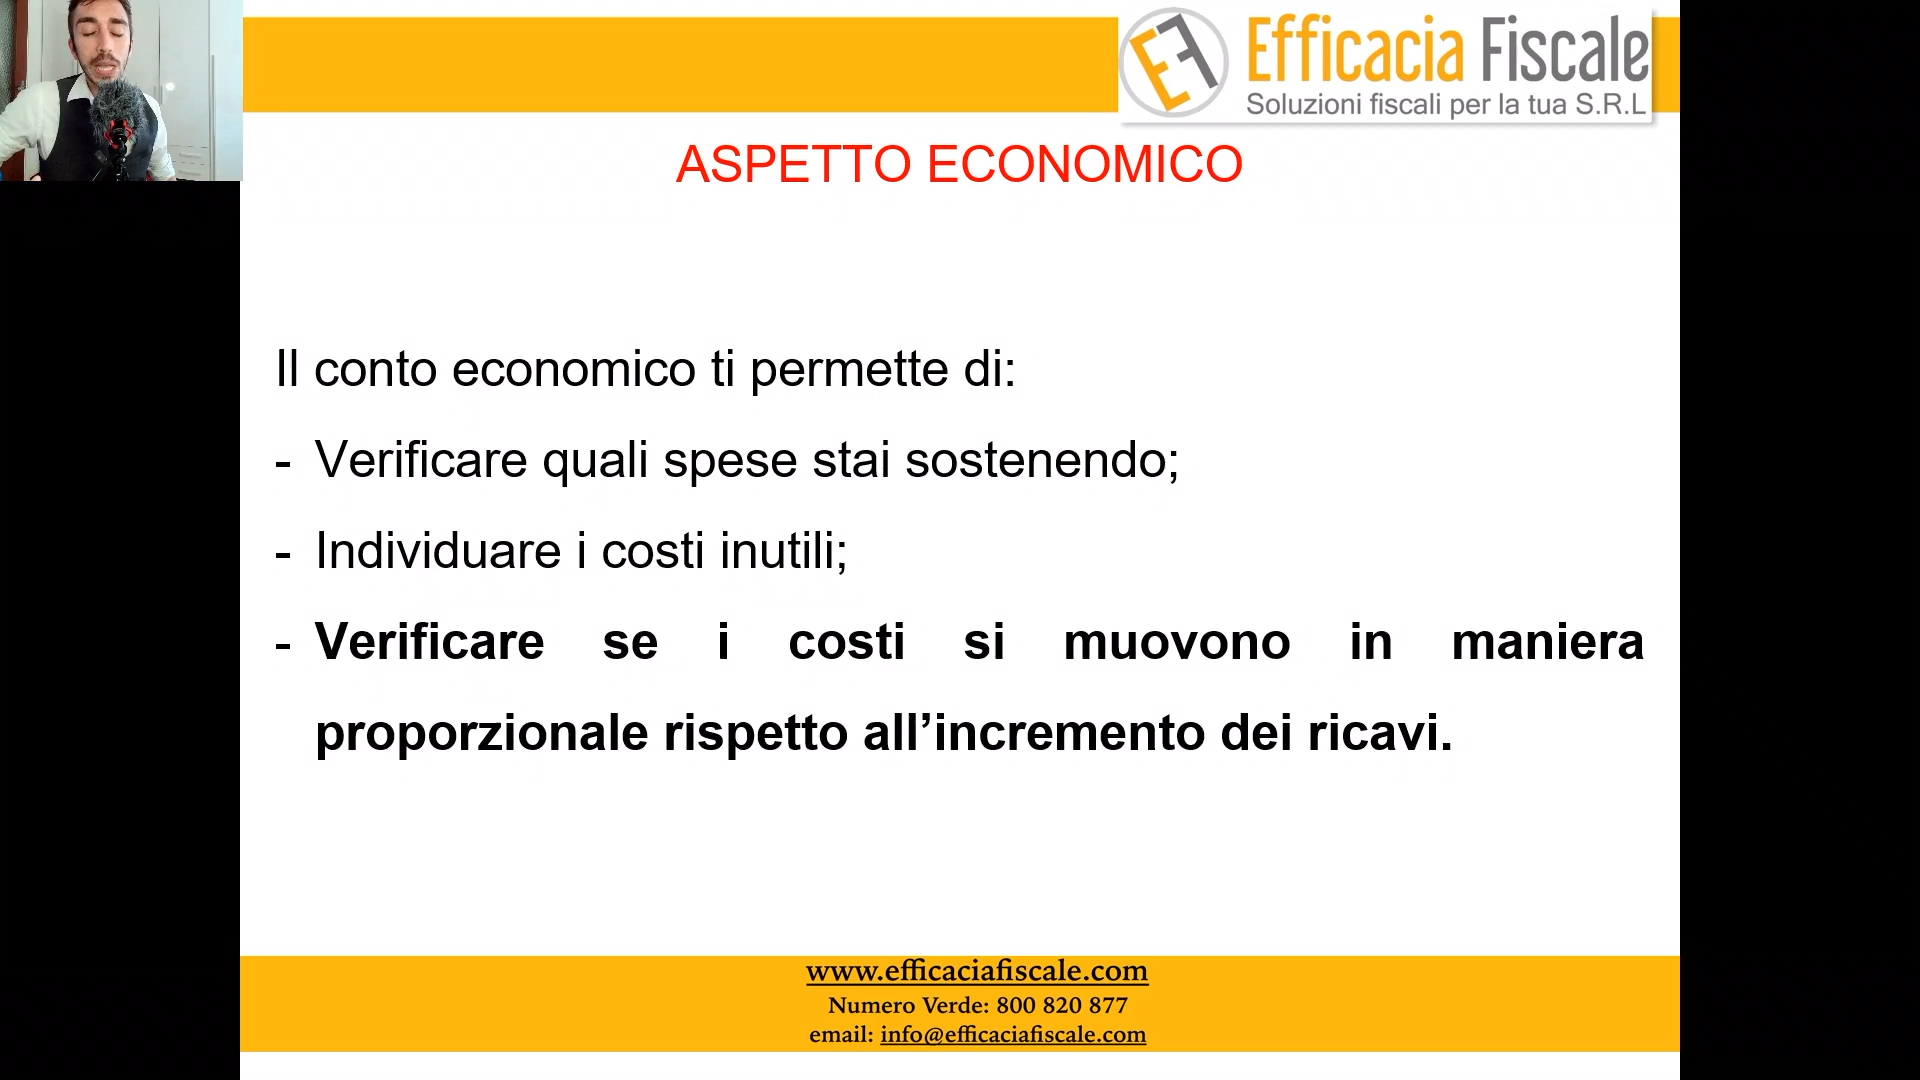 EF Efficacia Fiscale
Soluzioni fiscali per la tua S.R.L
ASPETTO ECONOMICO
Il conto economico ti permette di:
- Verificare quali spese stai sostenendo;
- Individuare i costi inutili;
- Verificare se i costi si muovono in maniera
proporzionale rispetto all’incremento dei ricavi.
www.efficaciafiscale.com
Numero Verde: 800 820 877
email: info@efficaciafiscale.com